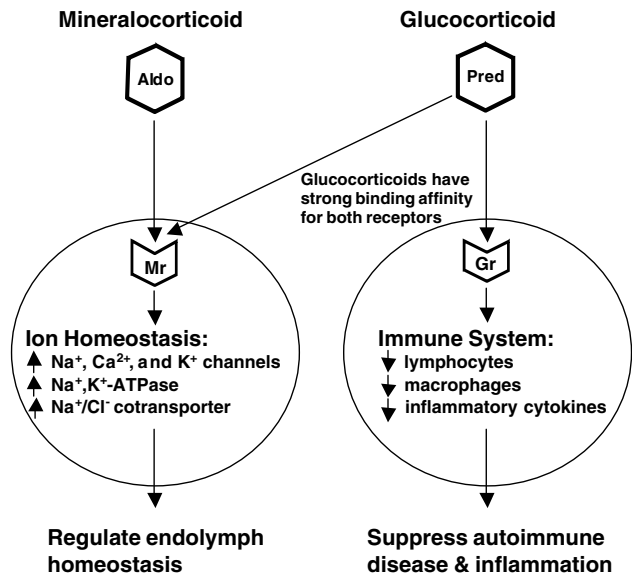 Mineralocorticoid
Glucocorticoid
Aldo
Pred
Glucocorticoids have
strong binding affinity
for both receptors
Mr
Gr
Ion Homeostasis:
Na⁺, Ca²⁺, and K⁺ channels
Na⁺,K⁺-ATPase
Na⁺/Cl⁻ cotransporter
Immune System:
lymphocytes
macrophages
inflammatory cytokines
Regulate endolymph
homeostasis
Suppress autoimmune
disease & inflammation